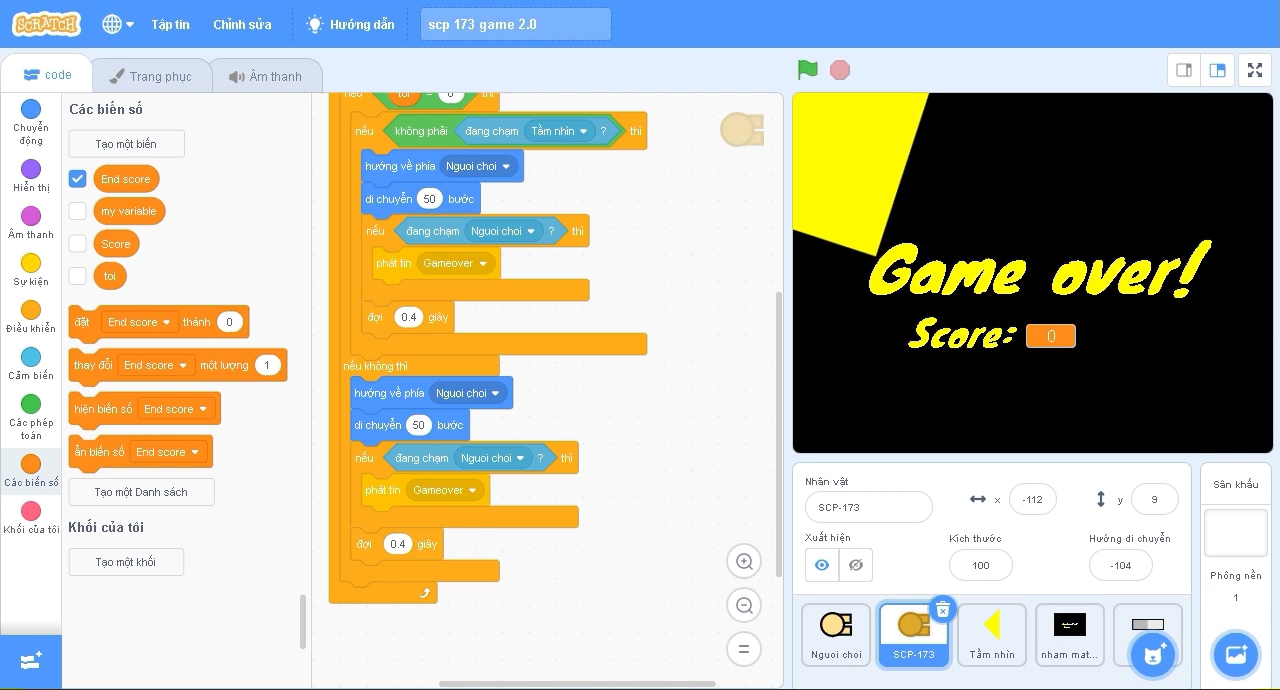 SCRATCH
Tập tin
Chỉnh sửa
Hướng dẫn
scp 173 game 2.0
code
Trang phục
Âm thanh
Chuyển động
Hiển thị
Âm thanh
Sự kiện
Điều khiển
Cảm biến
Các phép toán
Các biến số
Khối của tôi
Các biến số
Tạo một biến
End score
my variable
Score
toi
đặt End score thành 0
thay đổi End score một lượng 1
hiện biến số End score
ẩn biến số End score
Tạo một Danh sách
Khối của tôi
Tạo một khối
nếu toi = 0 thì
nếu không phải đang chạm Tầm nhìn ? thì
hướng về phía Nguoi choi
di chuyển 50 bước
nếu đang chạm Nguoi choi ? thì
phát tin Gameover
đợi 0.4 giây
nếu không thì
hướng về phía Nguoi choi
di chuyển 50 bước
nếu đang chạm Nguoi choi ? thì
phát tin Gameover
đợi 0.4 giây
Game over!
Score: 0
Nhân vật
SCP-173
x -112
y 9
Xuất hiện
Kích thước
100
Hướng di chuyển
-104
Nguoi choi
SCP-173
Tầm nhìn
nham mat...
Sân khấu
Phông nền
1